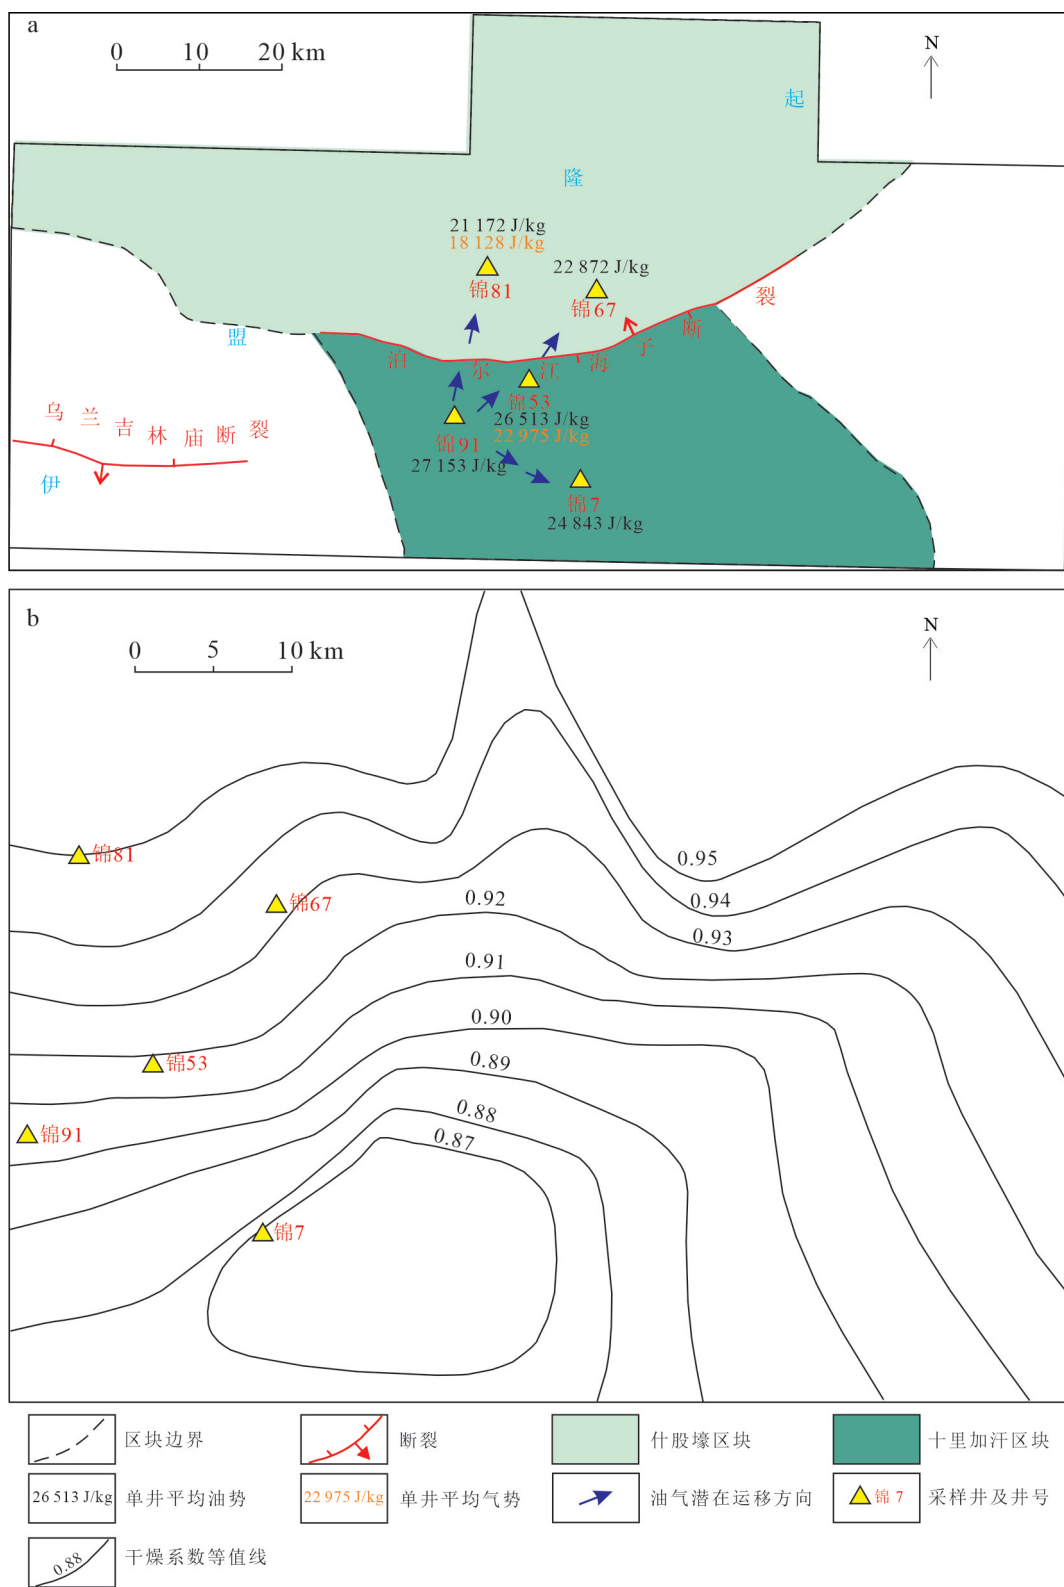 a
0 10 20 km
N
起
隆
21 172 J/kg
18 128 J/kg
22 872 J/kg
锦81
锦67
裂
断
子
海
江
尔
泊
盟
锦53
26 513 J/kg
22 975 J/kg
锦91
27 153 J/kg
乌兰吉林庙断裂
伊
锦7
24 843 J/kg
b
0 5 10 km
N
锦81
0.95
0.94
0.93
锦67
0.92
0.91
0.90
锦53
0.89
0.88
0.87
锦91
锦7
区块边界
断裂
什股壕区块
十里加汗区块
26 513 J/kg 单井平均油势
22 975 J/kg 单井平均气势
油气潜在运移方向
锦 7 采样井及井号
0.88 干燥系数等值线